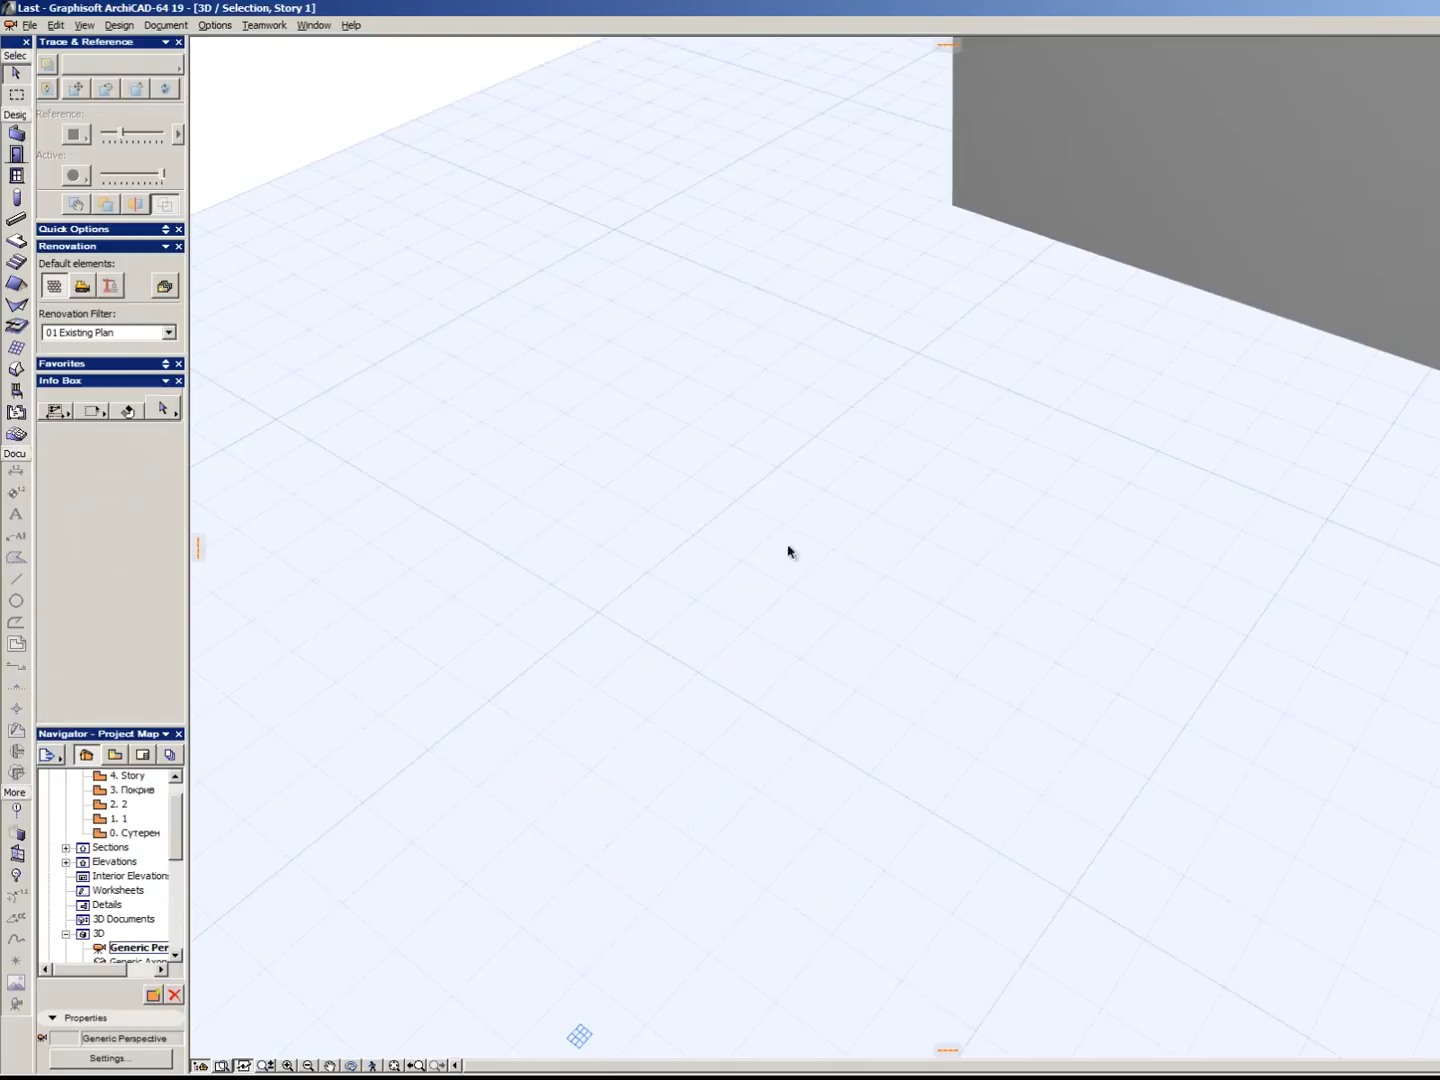 Last - Graphisoft ArchiCAD-64 19 - [3D / Selection, Story 1]
File Edit View Design Document Options Teamwork Window Help
Selec
Trace & Reference
Reference:
Active:
Desig
Quick Options
Renovation
Default elements:
Renovation Filter:
01 Existing Plan
Favorites
Info Box
Docu
A
A1
Navigator - Project Map
4. Story
3. Покрив
2. 2
1. 1
0. Сутерен
Sections
Elevations
Interior Elevation
Worksheets
Details
3D Documents
3D
Generic Per
Generic Axon
More
Properties
Generic Perspective
Settings...